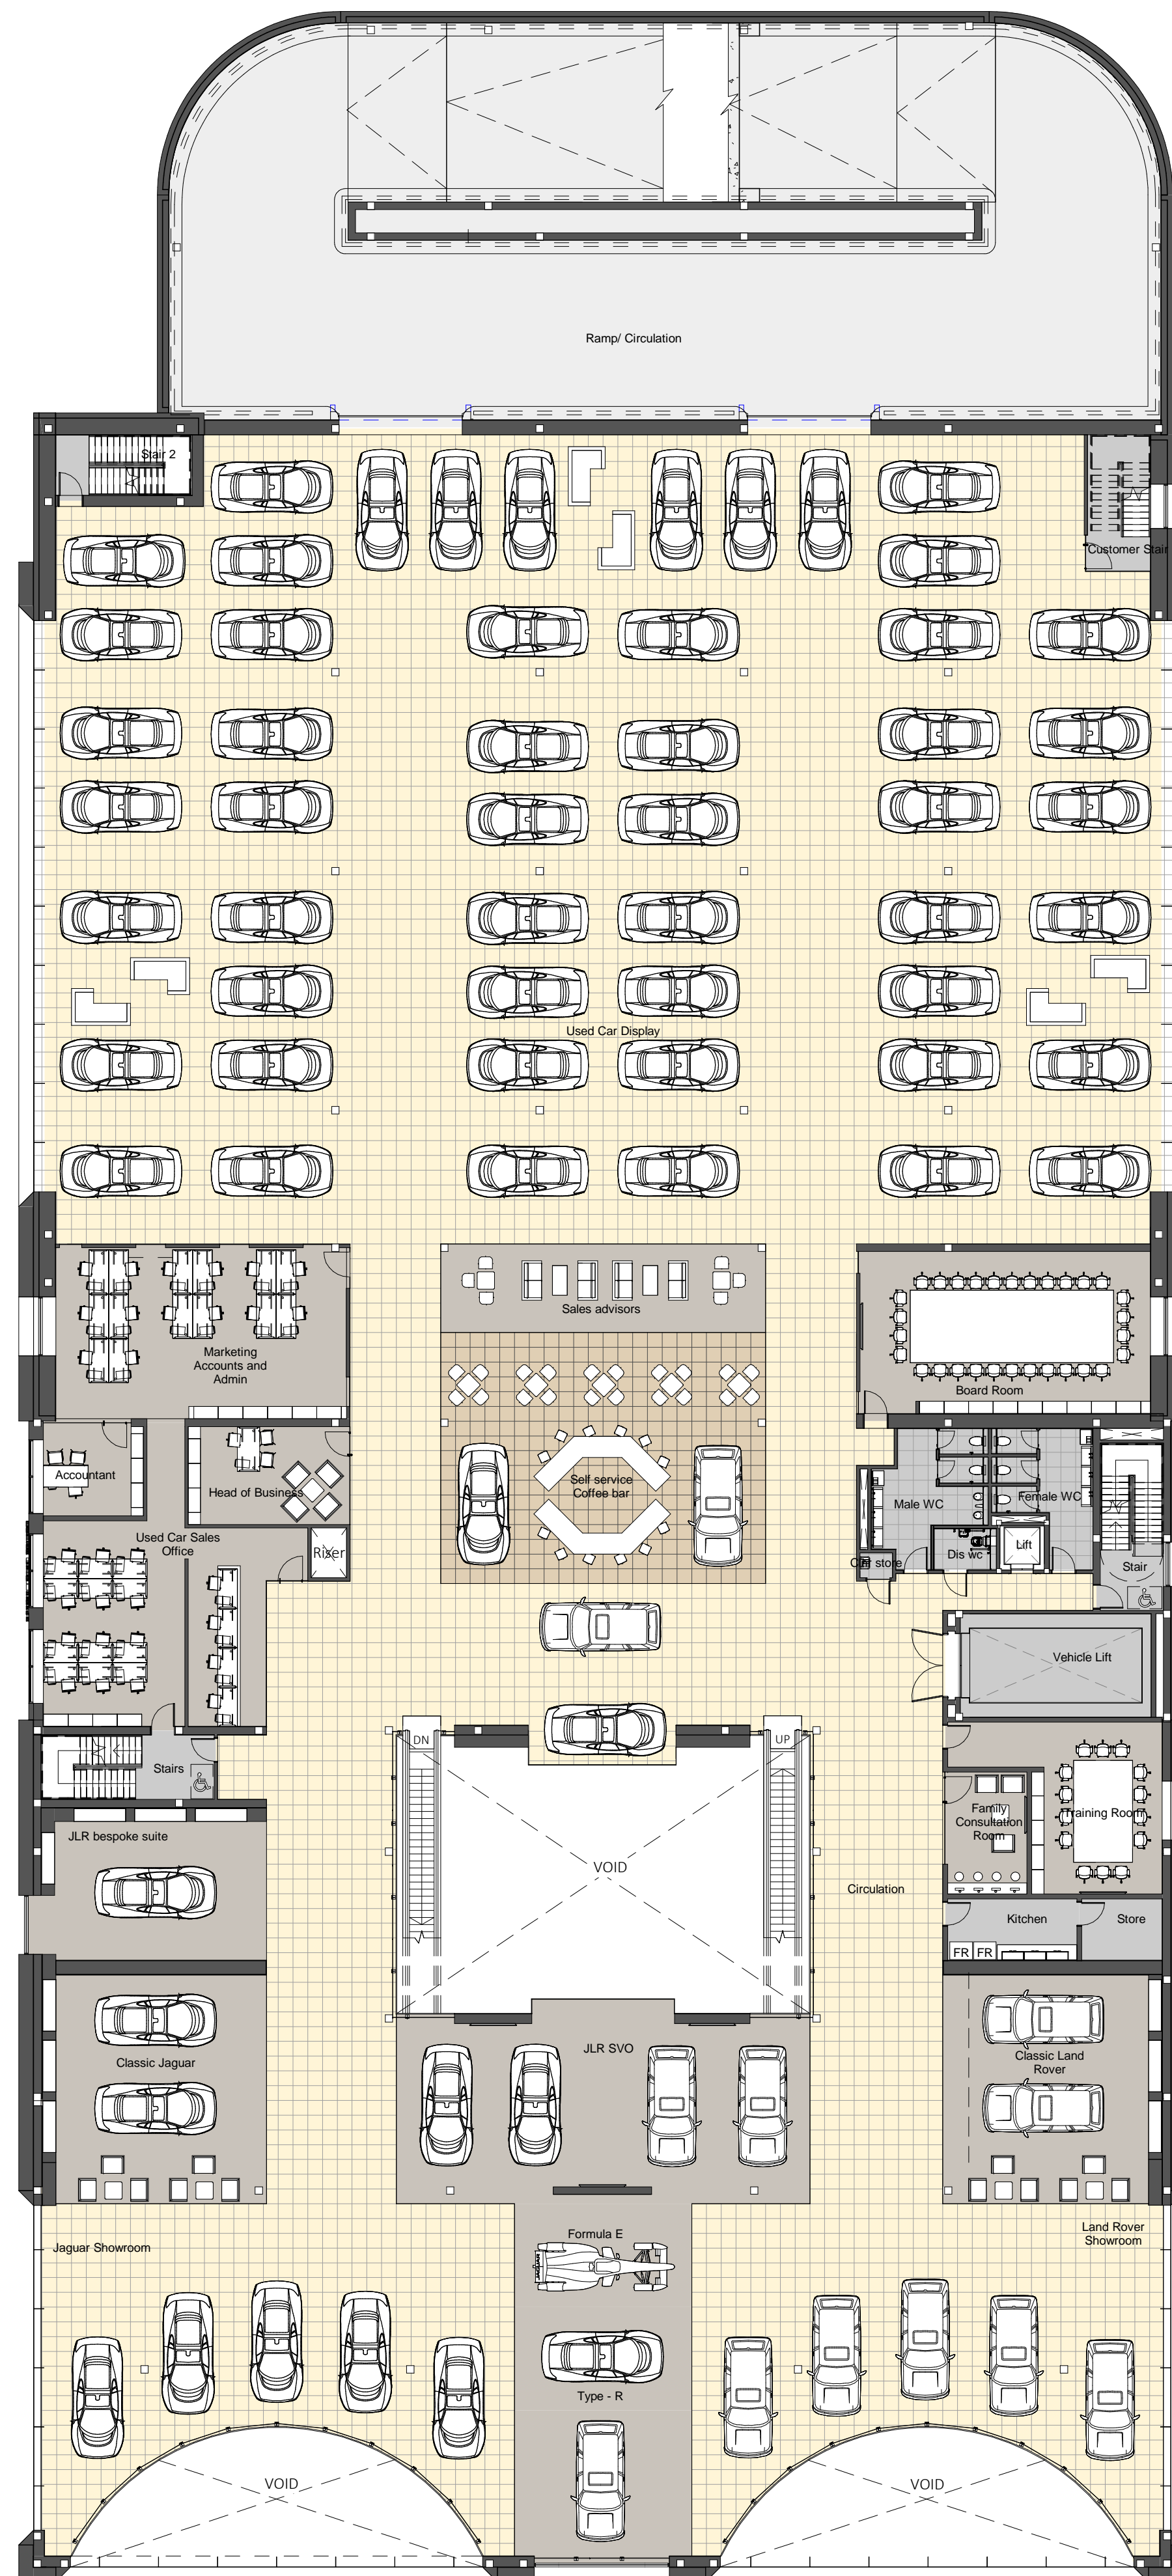 Ramp/ Circulation
Stair 2
Customer Stair
Used Car Display
Sales advisors
Marketing
Accounts and
Admin
Board Room
Accountant
Head of Business
Self service
Coffee bar
Male WC
Female WC
Used Car Sales
Office
Riser
Dis wc
Lift
Stair
store
Vehicle Lift
DN
UP
Stairs
JLR bespoke suite
Family
Consultation
Room
Training Room
VOID
Circulation
Kitchen
Store
FR
FR
JLR SVO
Classic Jaguar
Classic Land
Rover
Formula E
Jaguar Showroom
Land Rover
Showroom
Type - R
VOID
VOID